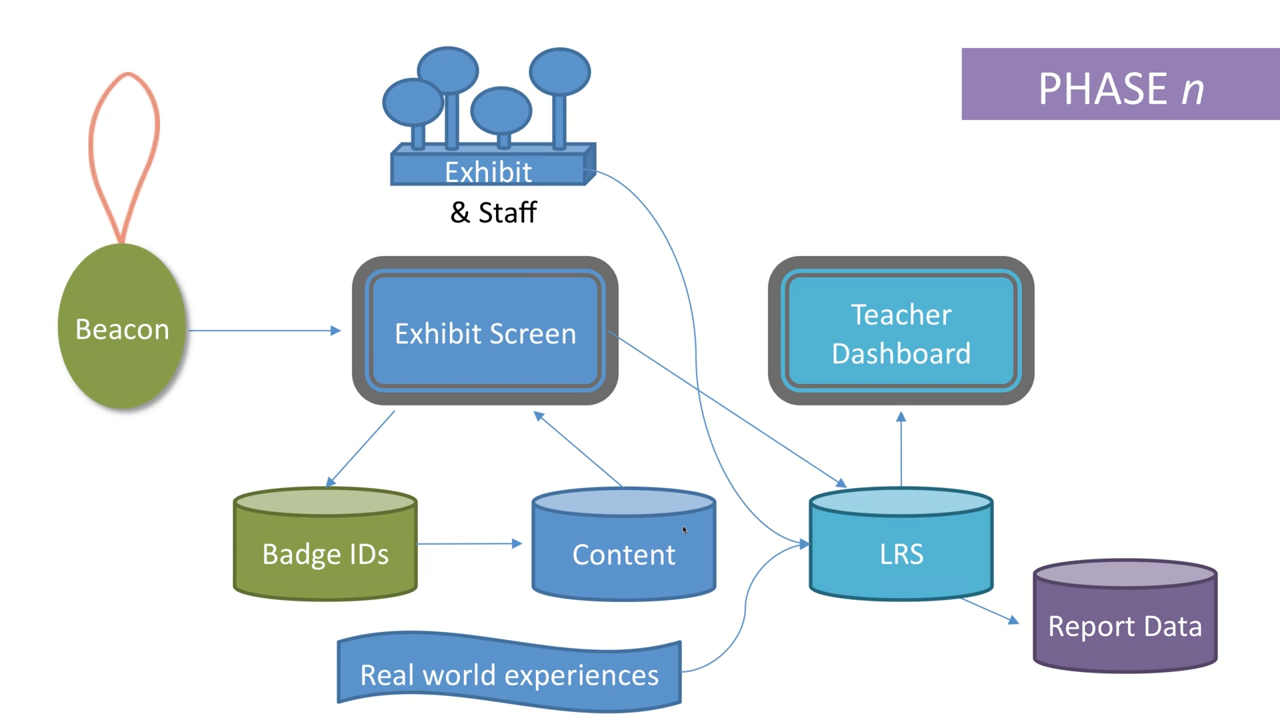 PHASE n
Exhibit
& Staff
Beacon
Exhibit Screen
Teacher
Dashboard
Badge IDs
Content
LRS
Report Data
Real world experiences